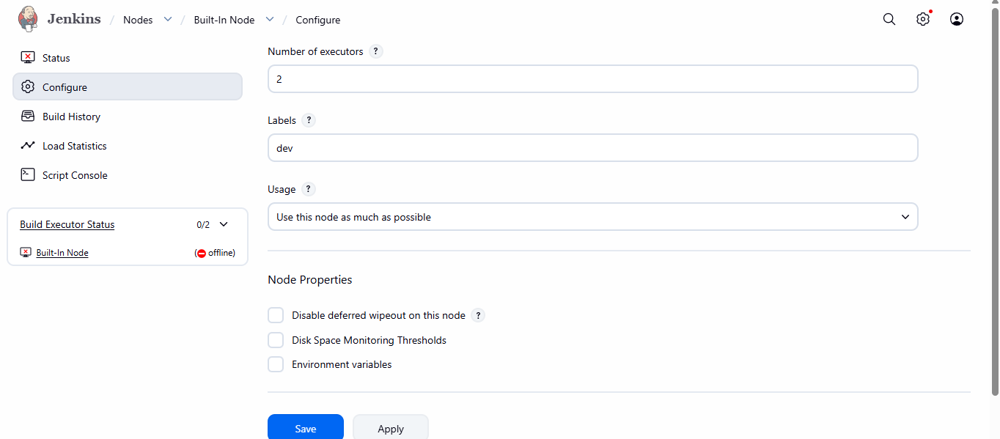 Jenkins / Nodes / Built-In Node / Configure
Status
Configure
Build History
Load Statistics
Script Console
Build Executor Status 0/2
Built-In Node (offline)
Number of executors ?
2
Labels ?
dev
Usage ?
Use this node as much as possible
Node Properties
Disable deferred wipeout on this node ?
Disk Space Monitoring Thresholds
Environment variables
Save Apply